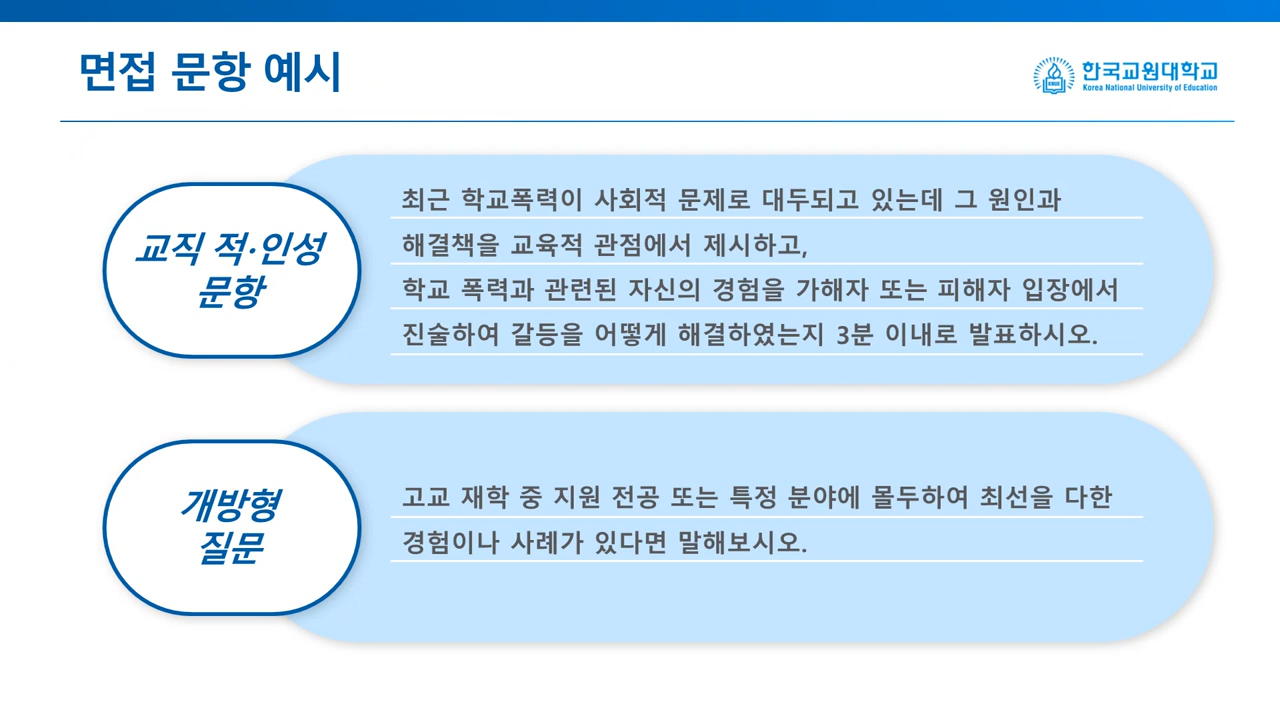 면접 문항 예시
한국교원대학교
Korea National University of Education
교직 적·인성
문항
최근 학교폭력이 사회적 문제로 대두되고 있는데 그 원인과
해결책을 교육적 관점에서 제시하고,
학교 폭력과 관련된 자신의 경험을 가해자 또는 피해자 입장에서
진술하여 갈등을 어떻게 해결하였는지 3분 이내로 발표하시오.
개방형
질문
고교 재학 중 지원 전공 또는 특정 분야에 몰두하여 최선을 다한
경험이나 사례가 있다면 말해보시오.